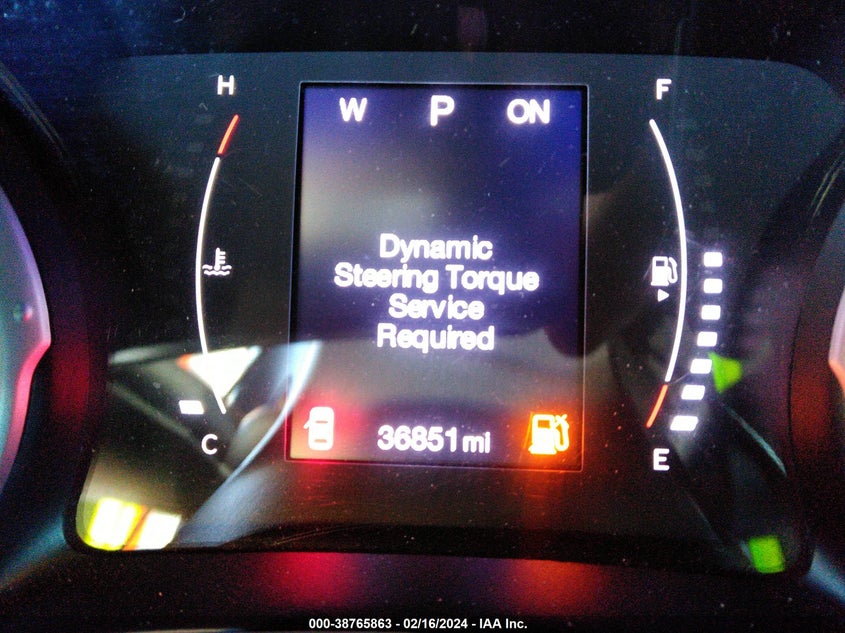 H
F
W P ON
Dynamic
Steering Torque
Service
Required
36851 mi
C
E
000-38765863 - 02/16/2024 - IAA Inc.